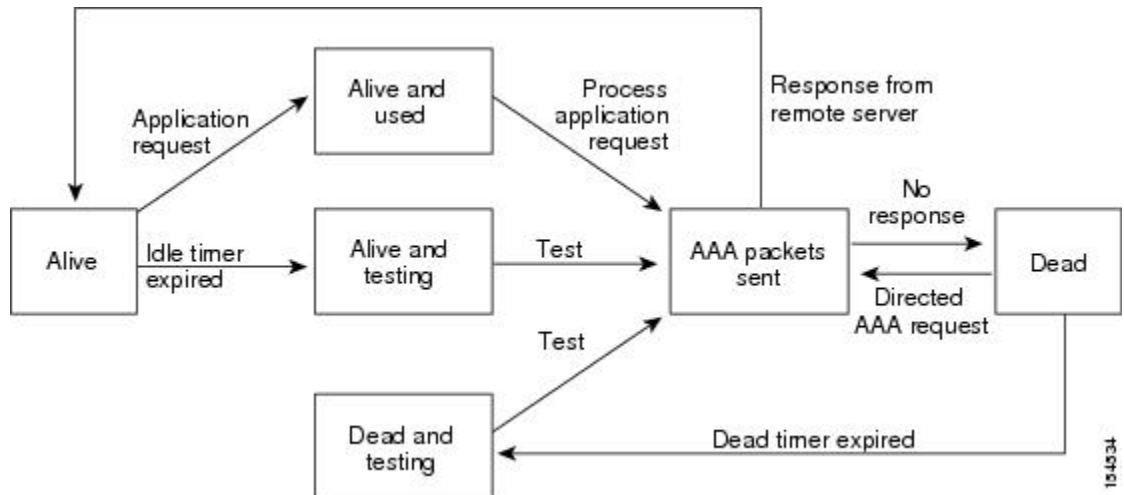 Response from
remote server
Alive and
used
Process
application
request
Application
request
No
response
Alive
Idle timer
expired
Alive and
testing
Test
AAA packets
sent
Dead
Directed
AAA request
Test
Dead and
testing
Dead timer expired
154534